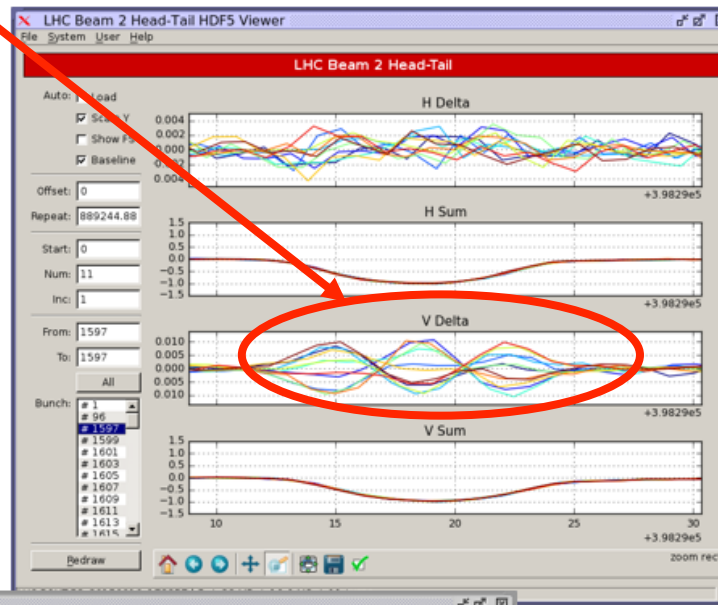 LHC Beam 2 Head-Tail HDF5 Viewer
File System User Help
LHC Beam 2 Head-Tail
Auto: Load
Scale Y
Show
Baseline
Offset: 0
Repeat: 889244.88
Start: 0
Num: 11
Inc: 1
From: 1597
To: 1597
All
Bunch: # 1
# 96
# 1597
# 1599
# 1601
# 1603
# 1605
# 1607
# 1609
# 1611
# 1613
# 1615
Redraw
H Delta
0.004
0.002
0.000
0.002
0.004
+3.9829e5
H Sum
1.5
1.0
0.5
0.0
−0.5
−1.0
−1.5
+3.9829e5
V Delta
0.010
0.005
0.000
0.005
0.010
+3.9829e5
V Sum
1.5
1.0
0.5
0.0
−0.5
−1.0
−1.5
10 15 20 25 30
+3.9829e5
zoom rec